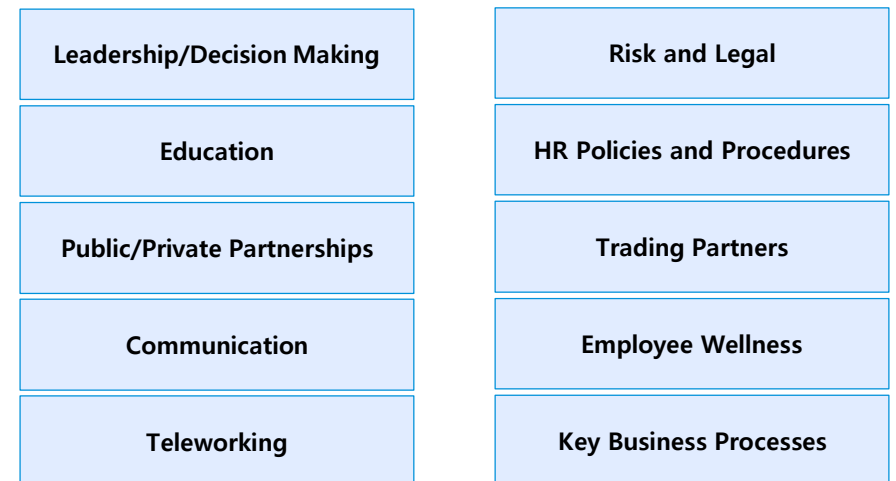 Leadership/Decision Making
Education
Public/Private Partnerships
Communication
Teleworking
Risk and Legal
HR Policies and Procedures
Trading Partners
Employee Wellness
Key Business Processes